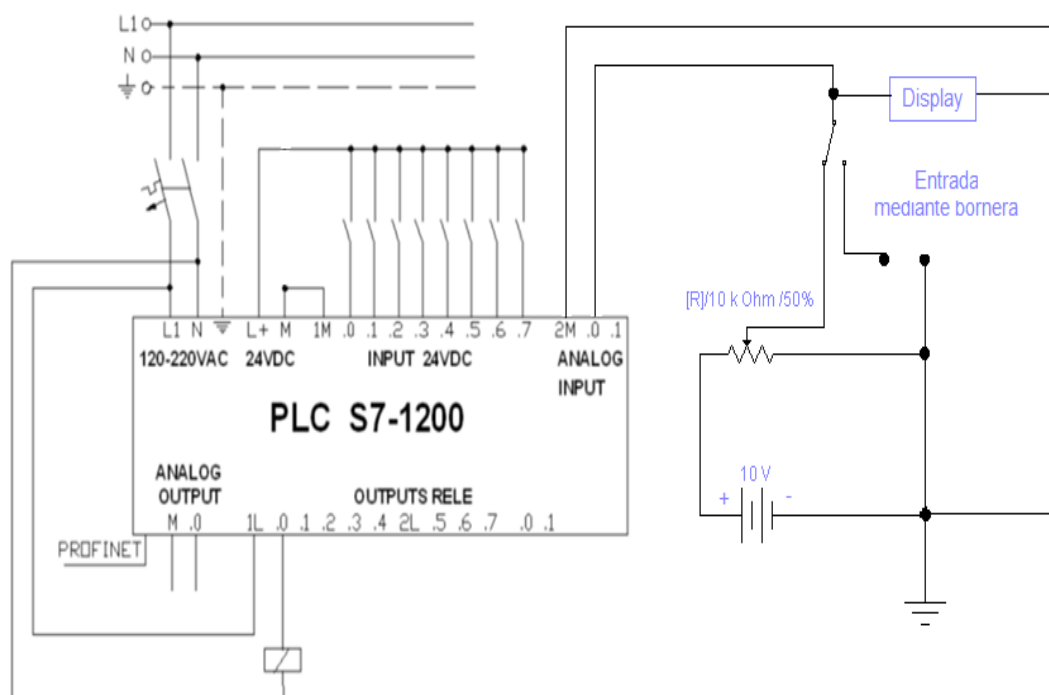 L1
N
Display
Entrada
mediante bornera
[R]/10 k Ohm /50%
L1 N L+ M 1M .0 .1 .2 .3 .4 .5 .6 .7 2M .0 .1
120-220VAC 24VDC INPUT 24VDC ANALOG
INPUT
PLC S7-1200
10 V
+ -
ANALOG
OUTPUT
OUTPUTS RELE
M .0 1L .0 .1 .2 .3 .4 2L .5 .6 .7 .0 .1
PROFINET